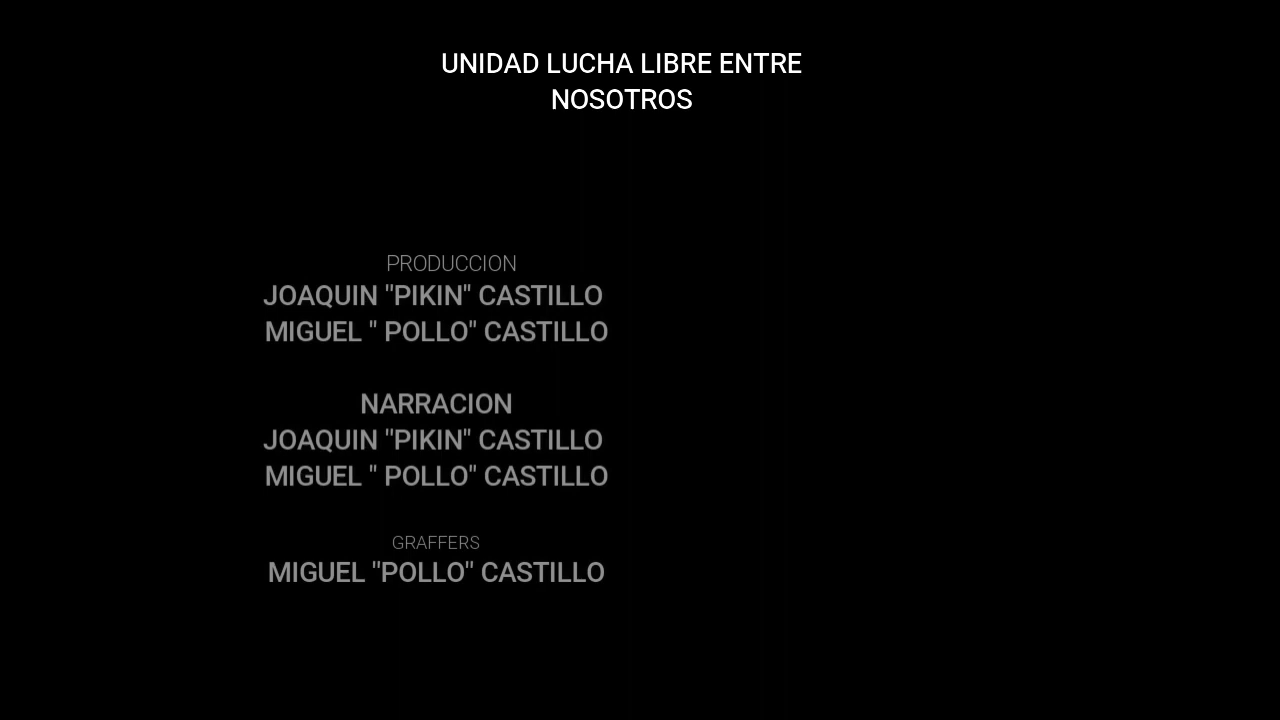 UNIDAD LUCHA LIBRE ENTRE
NOSOTROS
PRODUCCION
JOAQUIN "PIKIN" CASTILLO
MIGUEL " POLLO" CASTILLO
NARRACION
JOAQUIN "PIKIN" CASTILLO
MIGUEL " POLLO" CASTILLO
GRAFFERS
MIGUEL "POLLO" CASTILLO